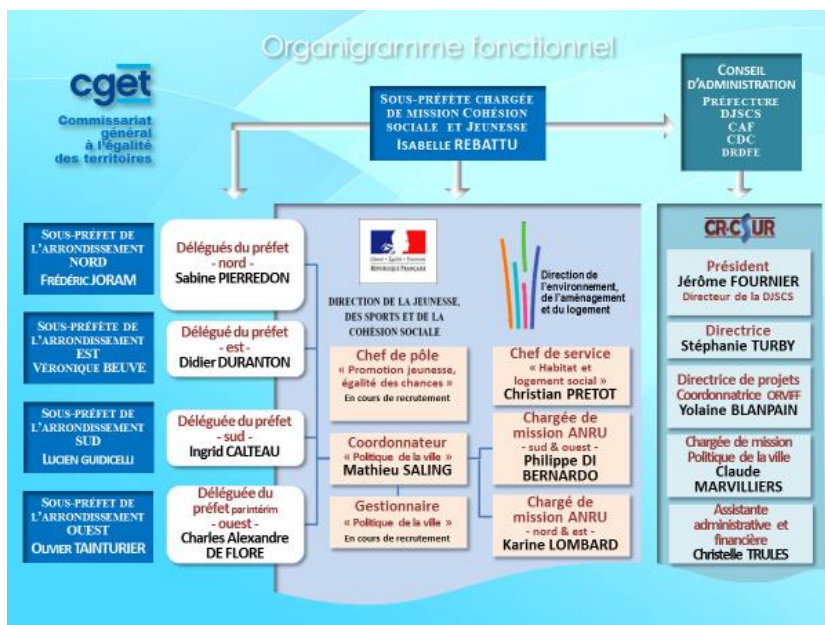 Organigramme fonctionnel
cget
Commissariat
général
à l'égalité
des territoires
SOUS-PRÉFÈTE CHARGÉE
DE MISSION COHÉSION
SOCIALE ET JEUNESSE
ISABELLE REBATTU
CONSEIL
D'ADMINISTRATION
PRÉFECTURE
DJSCS
CAF
CDC
DRDFE
SOUS-PRÉFET DE
L'ARRONDISSEMENT
NORD
FRÉDÉRIC JORAM
SOUS-PRÉFÈTE DE
L'ARRONDISSEMENT
EST
VÉRONIQUE BEUVE
SOUS-PRÉFET DE
L'ARRONDISSEMENT
SUD
LUCIEN GUIDICELLI
SOUS-PRÉFET DE
L'ARRONDISSEMENT
OUEST
OLIVIER TAINTURIER
Délégués du préfet
- nord -
Sabine PIERREDON
Délégué du préfet
- est -
Didier DURANTON
Déléguée du préfet
- sud -
Ingrid CALTEAU
Déléguée du
préfet par intérim
- ouest -
Charles Alexandre
DE FLORE
Liberté • Égalité • Fraternité
RÉPUBLIQUE FRANÇAISE
DIRECTION DE LA JEUNESSE,
DES SPORTS ET DE LA
COHÉSION SOCIALE
Chef de pôle
« Promotion jeunesse,
égalité des chances »
En cours de recrutement
Coordonnateur
« Politique de la ville »
Mathieu SALING
Gestionnaire
« Politique de la ville »
En cours de recrutement
Direction de
l'environnement,
de l'aménagement
et du logement
Chef de service
« Habitat et
logement social »
Christian PRETOT
Chargée de
mission ANRU
- sud & ouest -
Philippe DI
BERNARDO
Chargé de
mission ANRU
- nord & est -
Karine LOMBARD
CR-CSUR
Président
Jérôme FOURNIER
Directeur de la DJSCS
Directrice
Stéphanie TURBY
Directrice de projets
Coordonnatrice ORVIFF
Yolaine BLANPAIN
Chargée de mission
Politique de la ville
Claude
MARVILLIERS
Assistante
administrative et
financière
Christelle TRULES